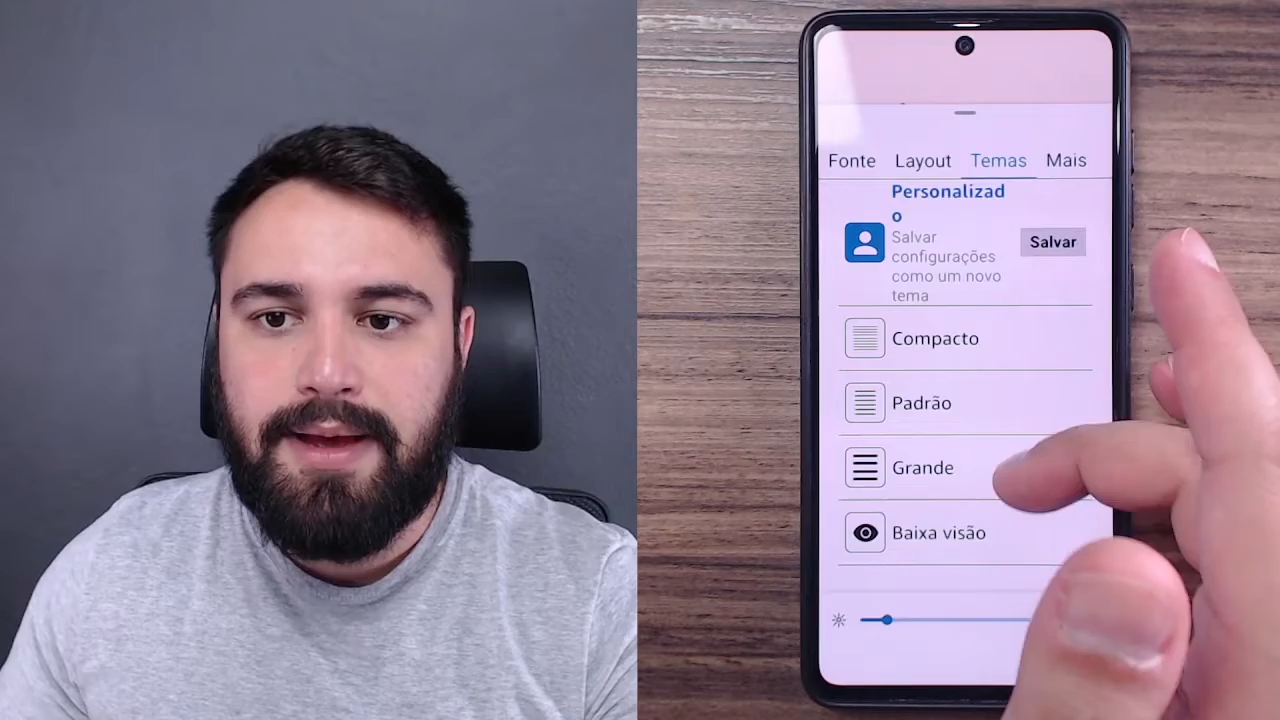 Fonte Layout Temas Mais
Personalizad
o
Salvar
configurações
como um novo
tema
Salvar
Compacto
Padrão
Grande
Baixa visão